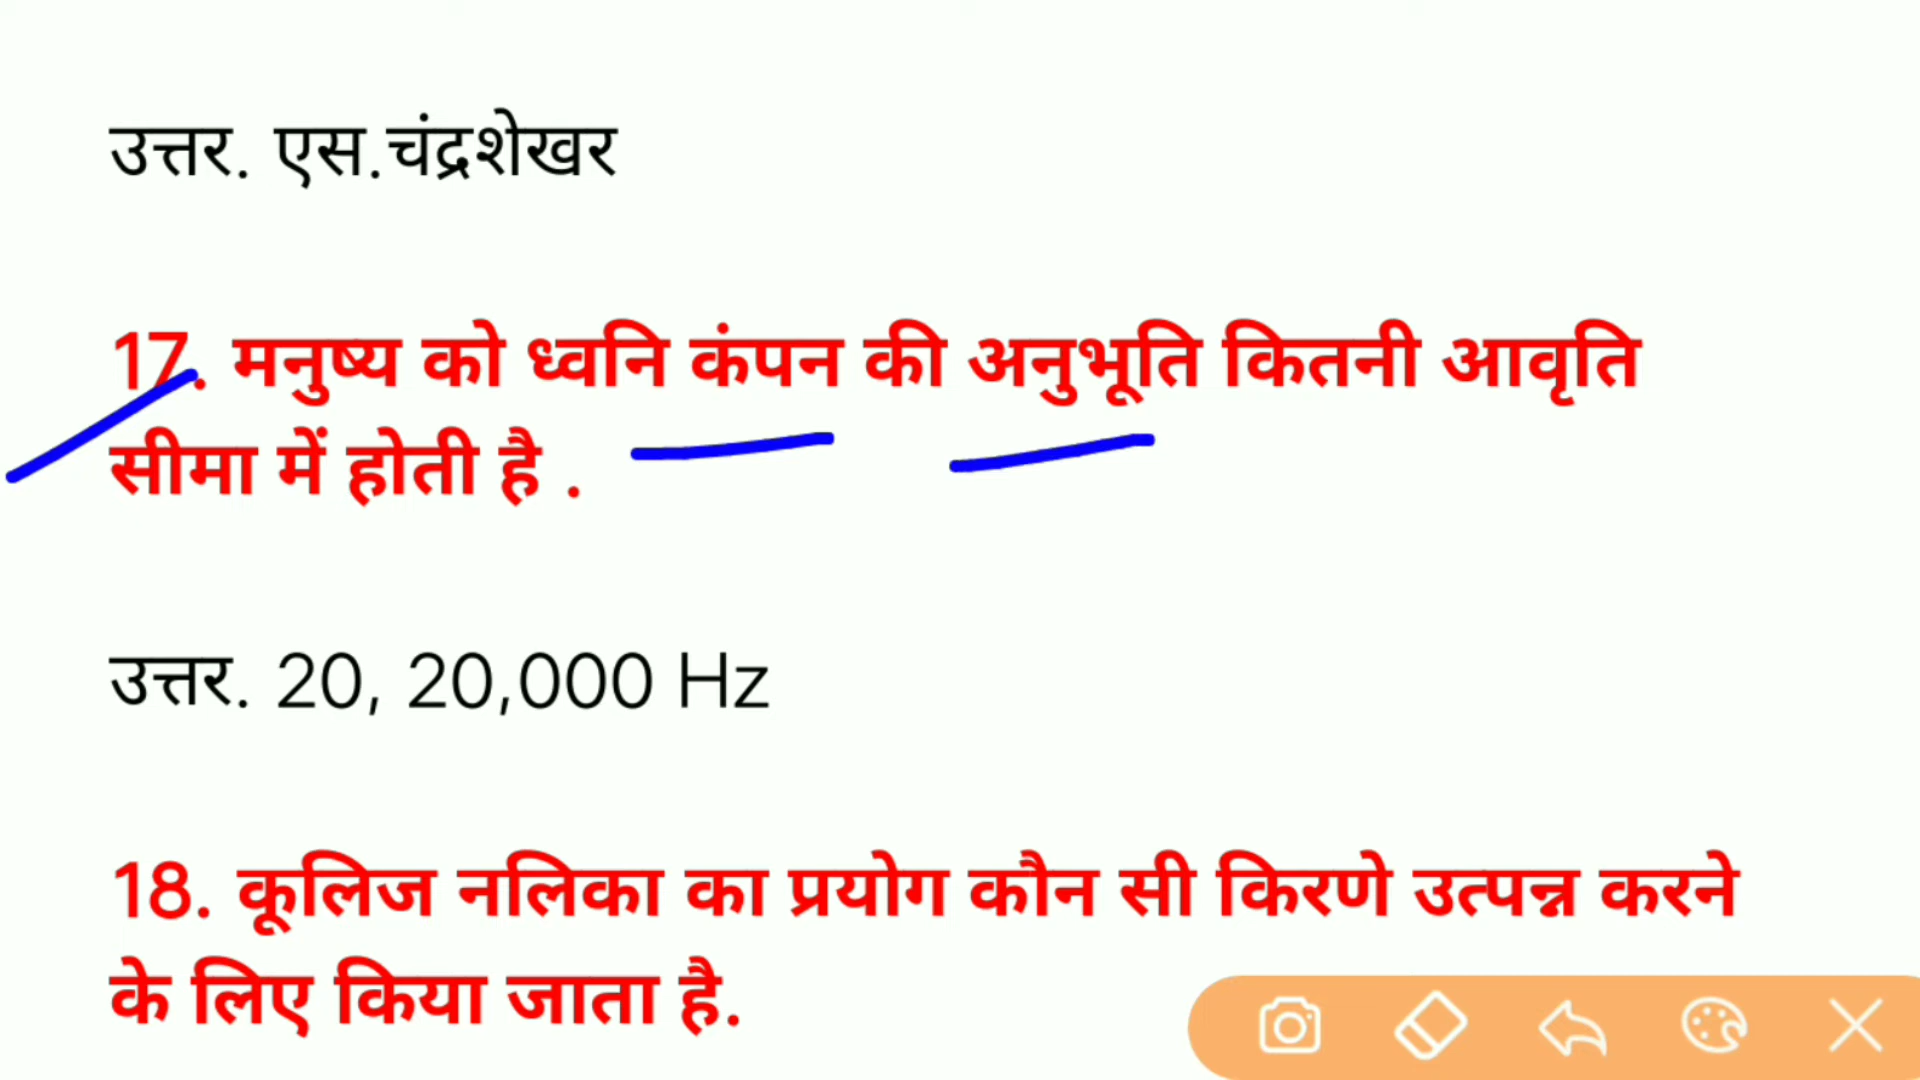 उत्तर. एस.चंद्रशेखर
17. मनुष्य को ध्वनि कंपन की अनुभूति कितनी आवृति
सीमा में होती है .
उत्तर. 20, 20,000 Hz
18. कूलिज नलिका का प्रयोग कौन सी किरणे उत्पन्न करने
के लिए किया जाता है.